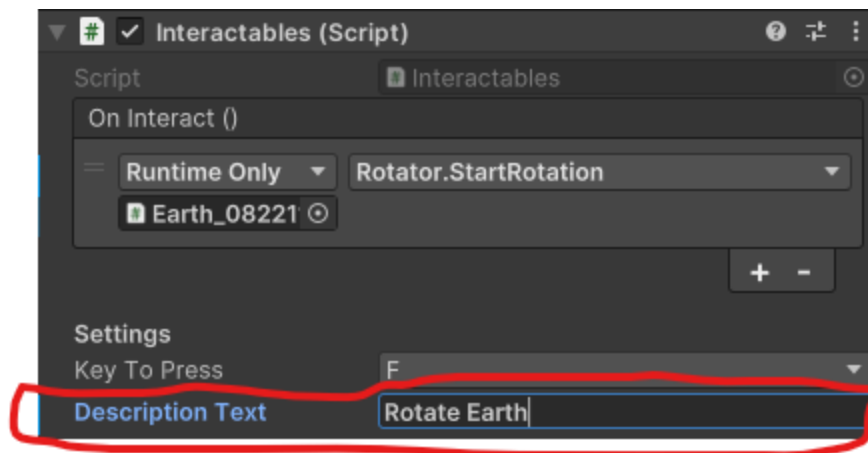 Interactables (Script)
Script Interactables
On Interact ()
Runtime Only Rotator.StartRotation
Earth_08221
+ -
Settings
Key To Press F
Description Text Rotate Earth